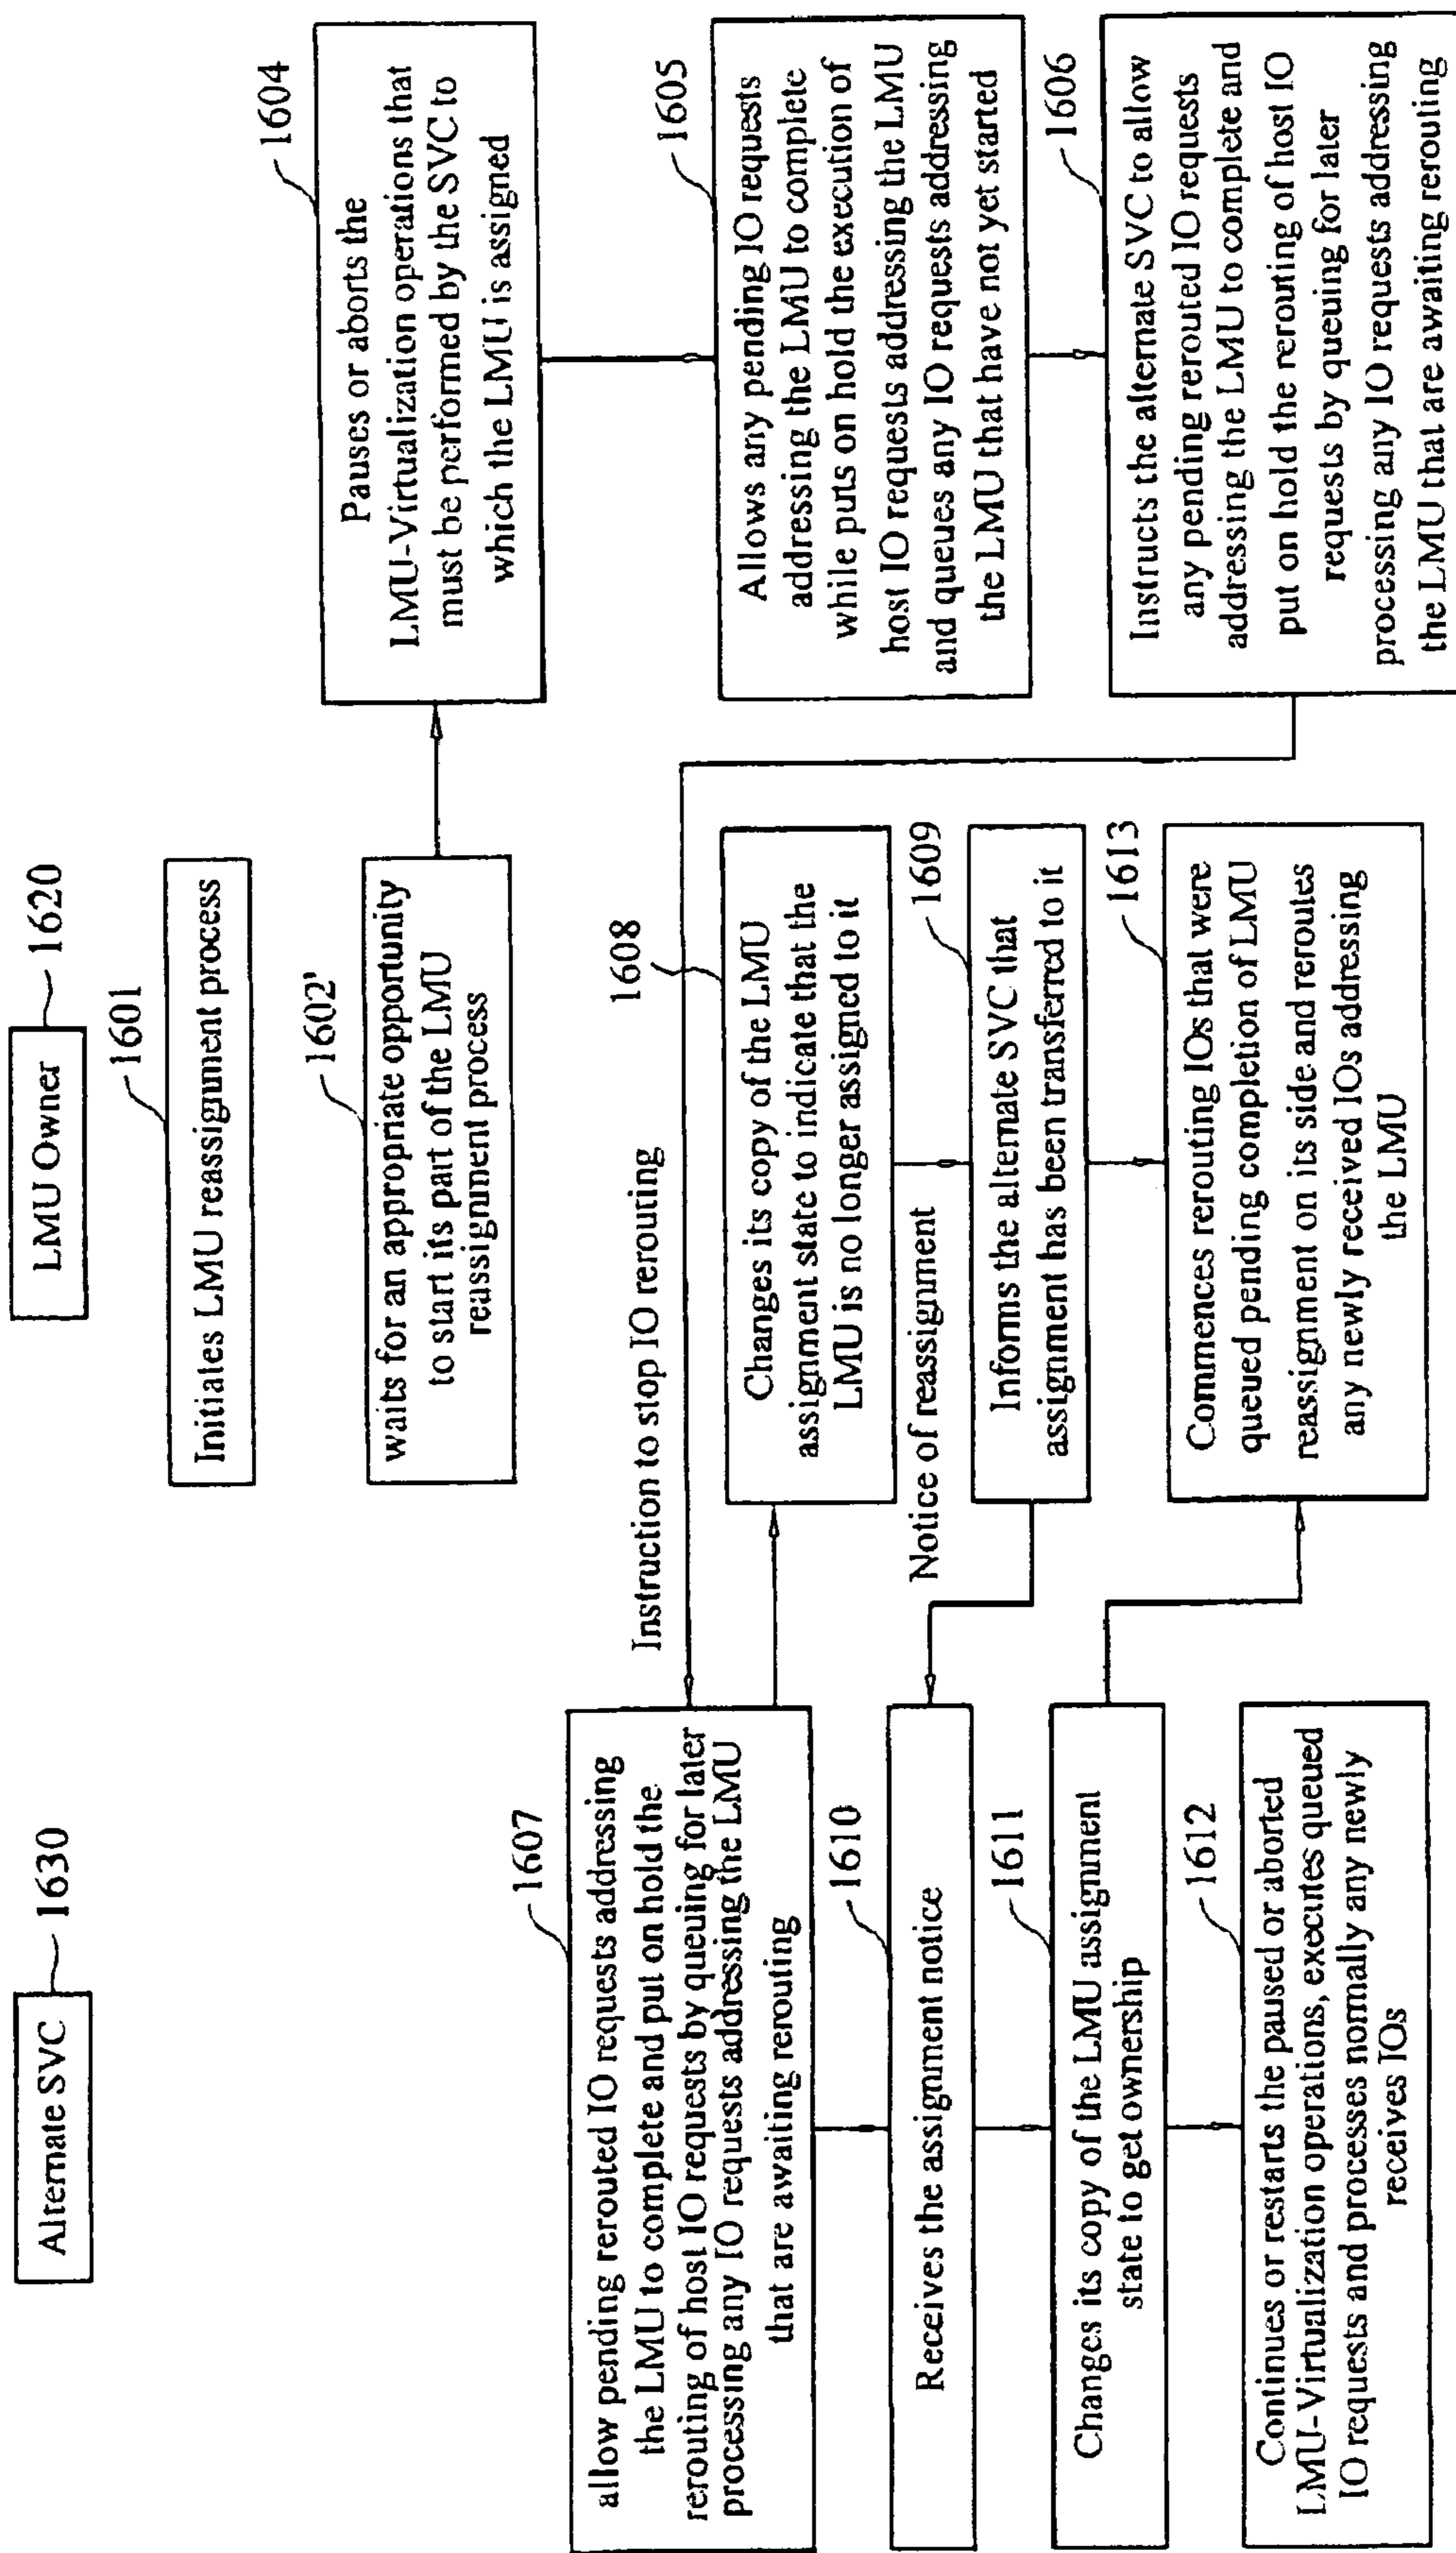 LMU Owner
1620
Alternate SVC
1630
1601
Initiates LMU reassignment process
1602'
waits for an appropriate opportunity
to start its part of the LMU
reassignment process
1604
Pauses or aborts the
LMU-Virtualization operations that
must be performed by the SVC to
which the LMU is assigned
1605
Allows any pending IO requests
addressing the LMU to complete
while puts on hold the execution of
host IO requests addressing the LMU
and queues any IO requests addressing
the LMU that have not yet started
1606
Instructs the alternate SVC to allow
any pending rerouted IO requests
addressing the LMU to complete and
put on hold the rerouting of host IO
requests by queuing for later
processing any IO requests addressing
the LMU that are awaiting rerouting
Instruction to stop IO rerouting
1607
allow pending rerouted IO requests addressing
the LMU to complete and put on hold the
rerouting of host IO requests by queuing for later
processing any IO requests addressing the LMU
that are awaiting rerouting
1608
Changes its copy of the LMU
assignment state to indicate that the
LMU is no longer assigned to it
1609
Notice of reassignment
Informs the alternate SVC that
assignment has been transferred to it
1610
Receives the assignment notice
1611
Changes its copy of the LMU assignment
state to get ownership
1612
Continues or restarts the paused or aborted
LMU-Virtualization operations, executes queued
IO requests and processes normally any newly
receives IOs
1613
Commences rerouting IOs that were
queued pending completion of LMU
reassignment on its side and reroutes
any newly received IOs addressing
the LMU